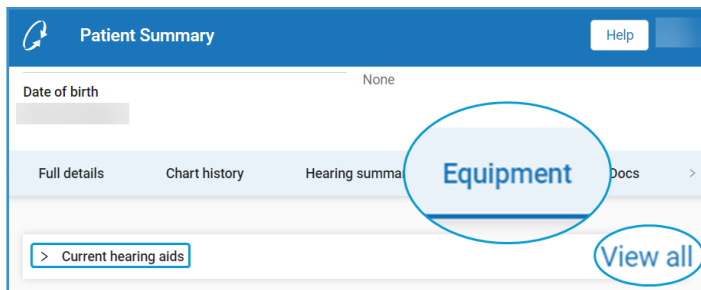 Patient Summary
Help
None
Date of birth
Full details
Chart history
Hearing summa
Equipment
Docs
Current hearing aids
View all